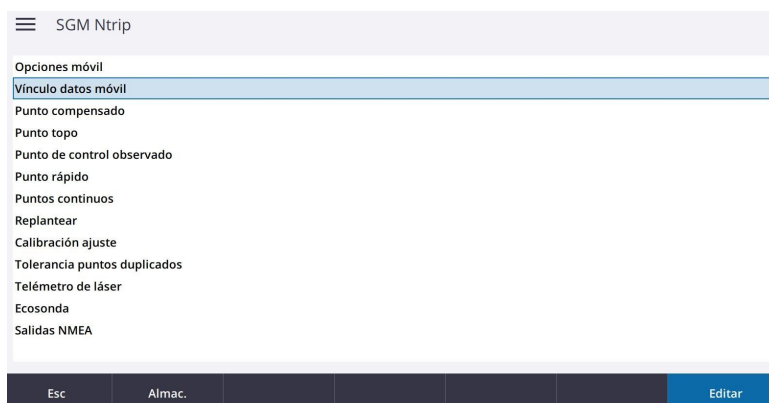 SGM Ntrip
Opciones móvil
Vínculo datos móvil
Punto compensado
Punto topo
Punto de control observado
Punto rápido
Puntos continuos
Replantear
Calibración ajuste
Tolerancia puntos duplicados
Telémetro de láser
Ecosonda
Salidas NMEA
Esc Almac. Editar